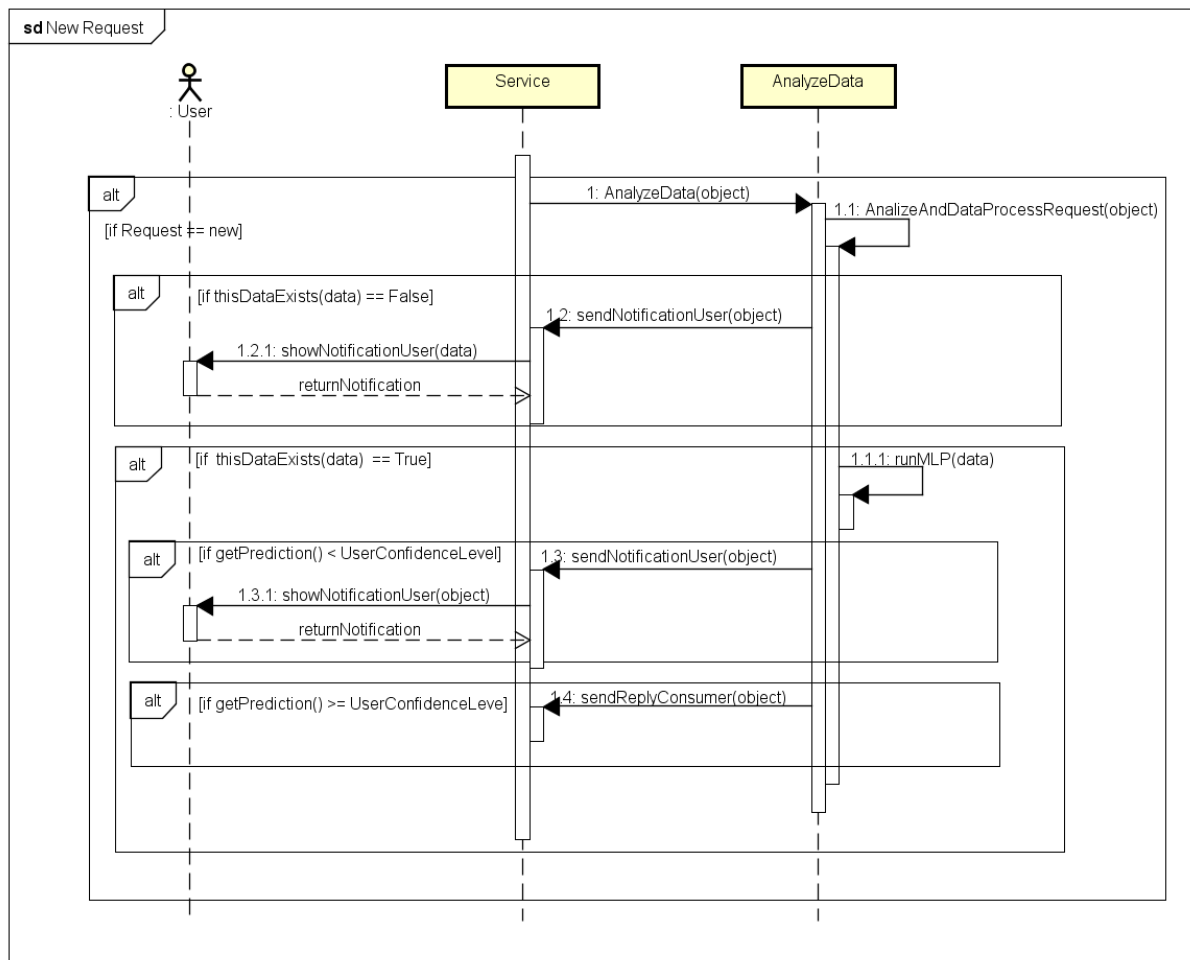 sd New Request
: User
Service
AnalyzeData
alt
1: AnalyzeData(object)
1.1: AnalizeAndDataProcessRequest(object)
[if Request == new]
alt
[if thisDataExists(data) == False]
1.2: sendNotificationUser(object)
1.2.1: showNotificationUser(data)
returnNotification
alt
[if thisDataExists(data) == True]
1.1.1: runMLP(data)
alt
[if getPrediction() < UserConfidenceLevel]
1.3: sendNotificationUser(object)
1.3.1: showNotificationUser(object)
returnNotification
alt
[if getPrediction() >= UserConfidenceLeve]
1.4: sendReplyConsumer(object)